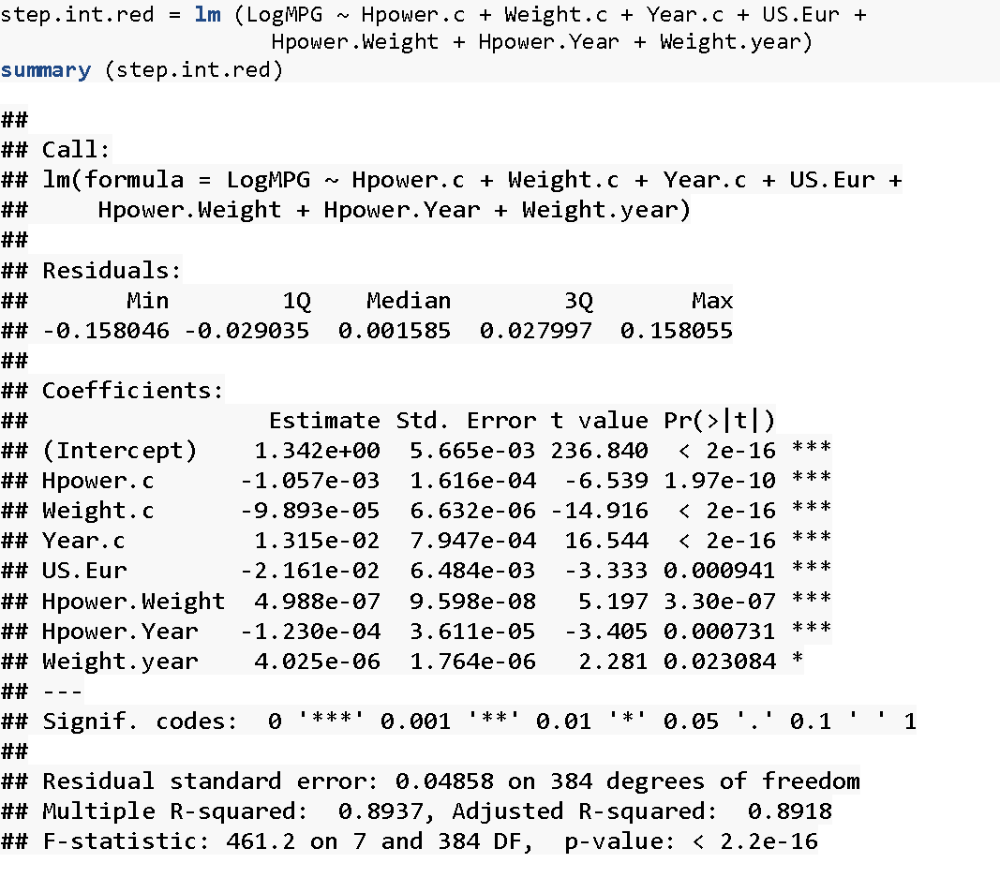 step.int.red = lm (LogMPG ~ Hpower.c + Weight.c + Year.c + US.Eur +
                   Hpower.Weight + Hpower.Year + Weight.year)
summary (step.int.red)
##
## Call:
## lm(formula = LogMPG ~ Hpower.c + Weight.c + Year.c + US.Eur +
##     Hpower.Weight + Hpower.Year + Weight.year)
##
## Residuals:
##       Min        1Q    Median        3Q       Max
## -0.158046 -0.029035  0.001585  0.027997  0.158055
##
## Coefficients:
##                 Estimate Std. Error t value Pr(>|t|)
## (Intercept)    1.342e+00  5.665e-03 236.840  < 2e-16 ***
## Hpower.c      -1.057e-03  1.616e-04  -6.539 1.97e-10 ***
## Weight.c      -9.893e-05  6.632e-06 -14.916  < 2e-16 ***
## Year.c         1.315e-02  7.947e-04  16.544  < 2e-16 ***
## US.Eur        -2.161e-02  6.484e-03  -3.333 0.000941 ***
## Hpower.Weight  4.988e-07  9.598e-08   5.197 3.30e-07 ***
## Hpower.Year   -1.230e-04  3.611e-05  -3.405 0.000731 ***
## Weight.year    4.025e-06  1.764e-06   2.281 0.023084 *
## ---
## Signif. codes:  0 '***' 0.001 '**' 0.01 '*' 0.05 '.' 0.1 ' ' 1
##
## Residual standard error: 0.04858 on 384 degrees of freedom
## Multiple R-squared:  0.8937, Adjusted R-squared:  0.8918
## F-statistic: 461.2 on 7 and 384 DF,  p-value: < 2.2e-16